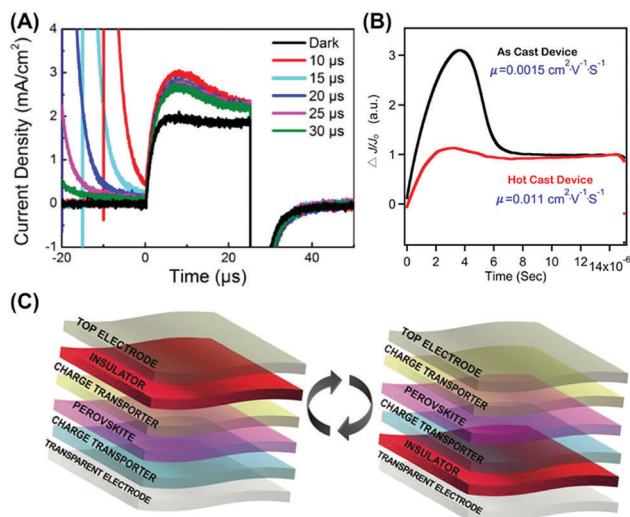 (A)
Current Density (mA/cm²)
4
3
2
1
0
-1
-20
0
20
40
Time (µs)
Dark
10 µs
15 µs
20 µs
25 µs
30 µs
(B)
△ J/J₀ (a.u.)
3
2
1
0
As Cast Device
μ=0.0015 cm²·V⁻¹·S⁻¹
Hot Cast Device
μ=0.011 cm²·V⁻¹·S⁻¹
0 2 4 6 8 10 12 14x10⁻⁶
Time (Sec)
(C)
TOP ELECTRODE
INSULATOR
CHARGE TRANSPORTER
PEROVSKITE
CHARGE TRANSPORTER
TRANSPARENT ELECTRODE
TOP ELECTRODE
CHARGE TRANSPORTER
PEROVSKITE
CHARGE TRANSPORTER
INSULATOR
TRANSPARENT ELECTRODE